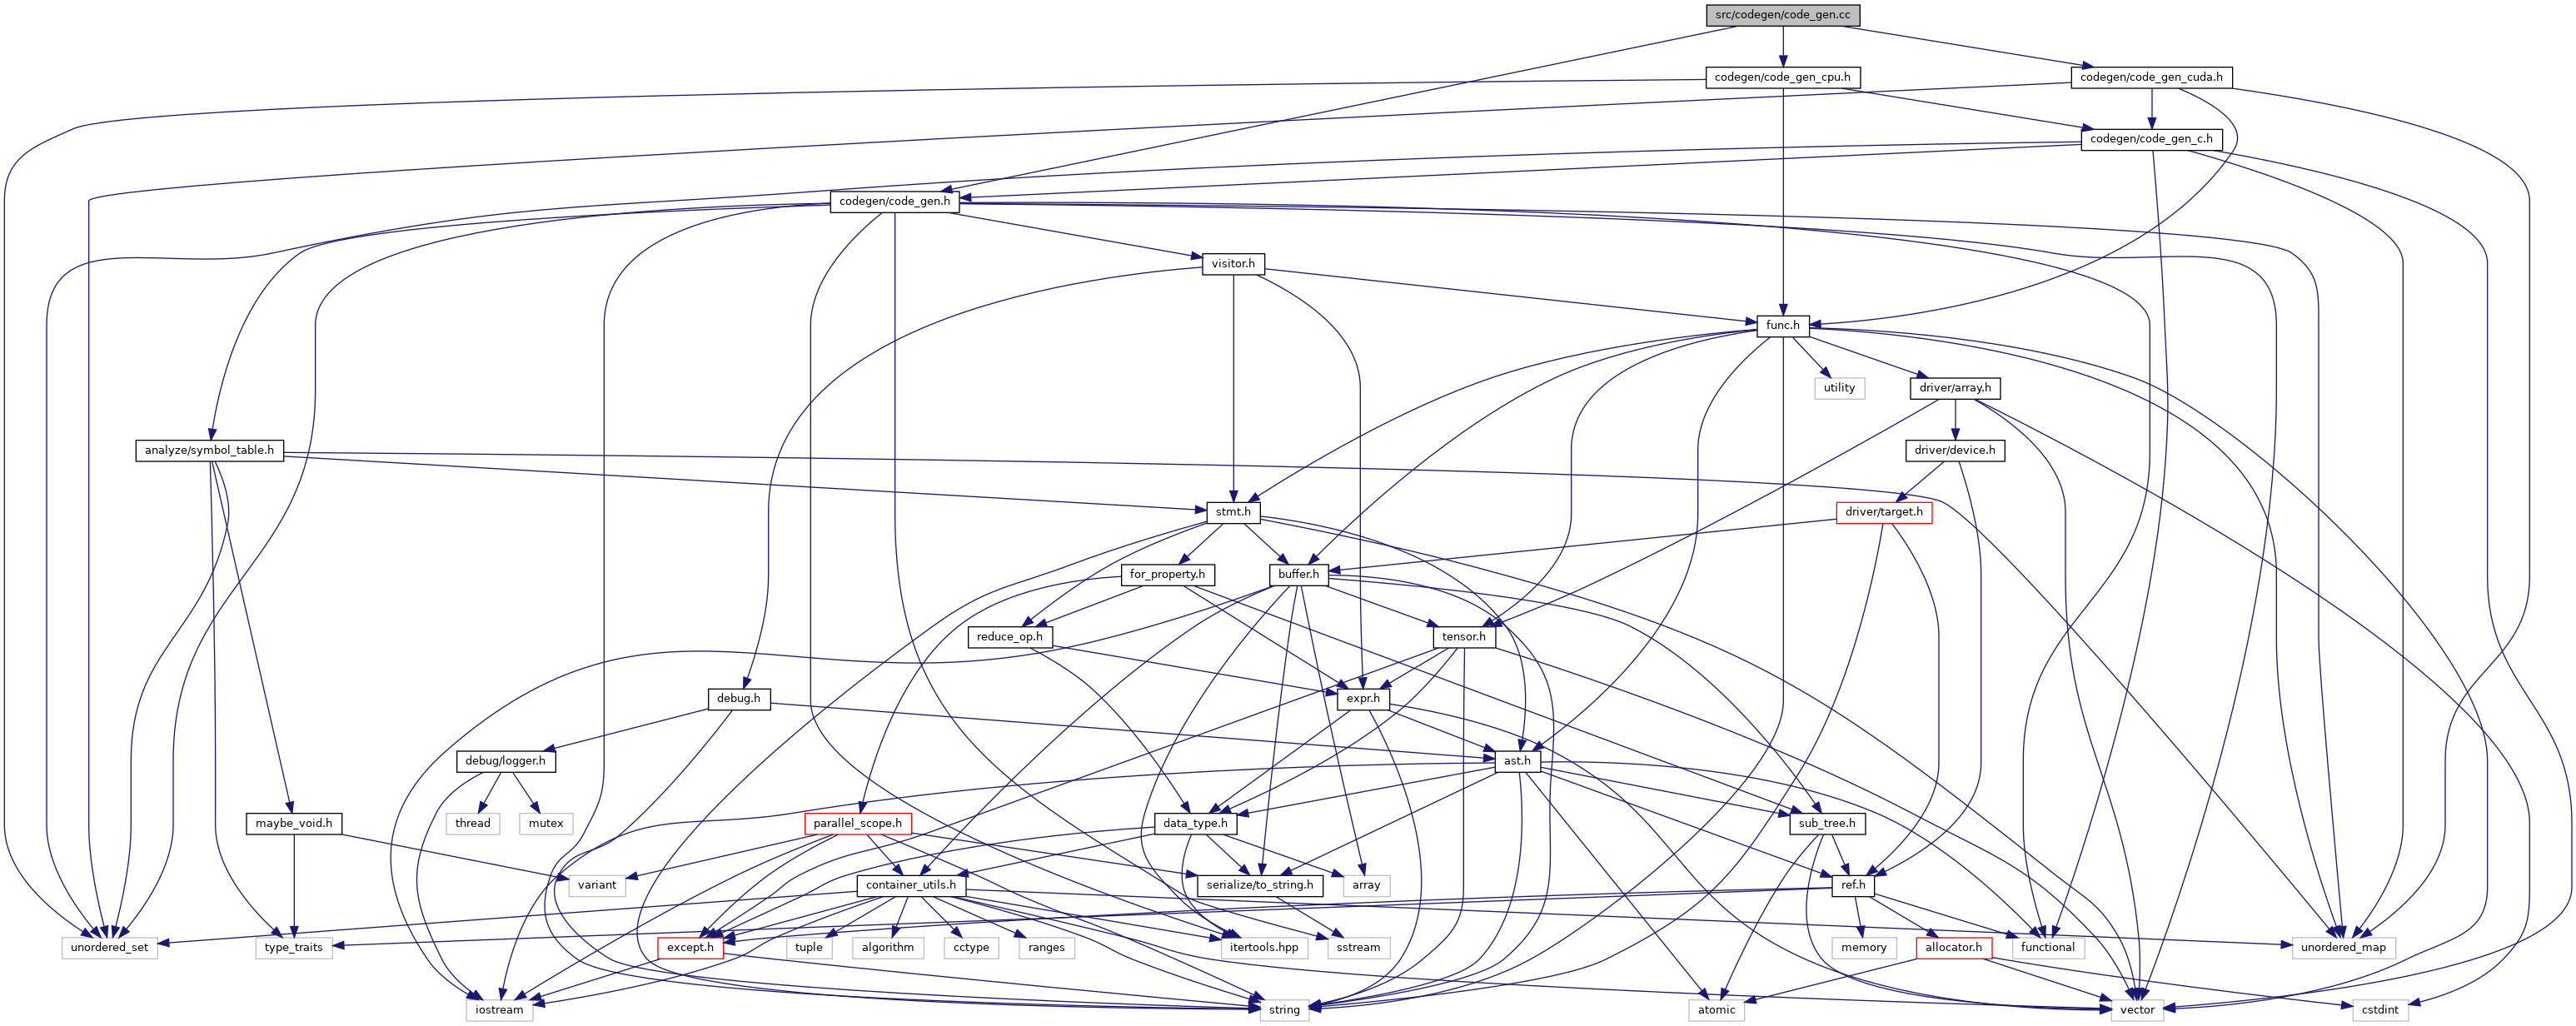 src/codegen/code_gen.cc
codegen/code_gen_cpu.h
codegen/code_gen_cuda.h
codegen/code_gen_c.h
codegen/code_gen.h
visitor.h
func.h
utility
driver/array.h
analyze/symbol_table.h
driver/device.h
stmt.h
driver/target.h
for_property.h
buffer.h
reduce_op.h
tensor.h
debug.h
expr.h
debug/logger.h
ast.h
thread
mutex
maybe_void.h
parallel_scope.h
data_type.h
sub_tree.h
variant
container_utils.h
serialize/to_string.h
array
ref.h
unordered_set
type_traits
except.h
tuple
algorithm
cctype
ranges
itertools.hpp
sstream
memory
allocator.h
functional
unordered_map
iostream
string
atomic
vector
cstdint